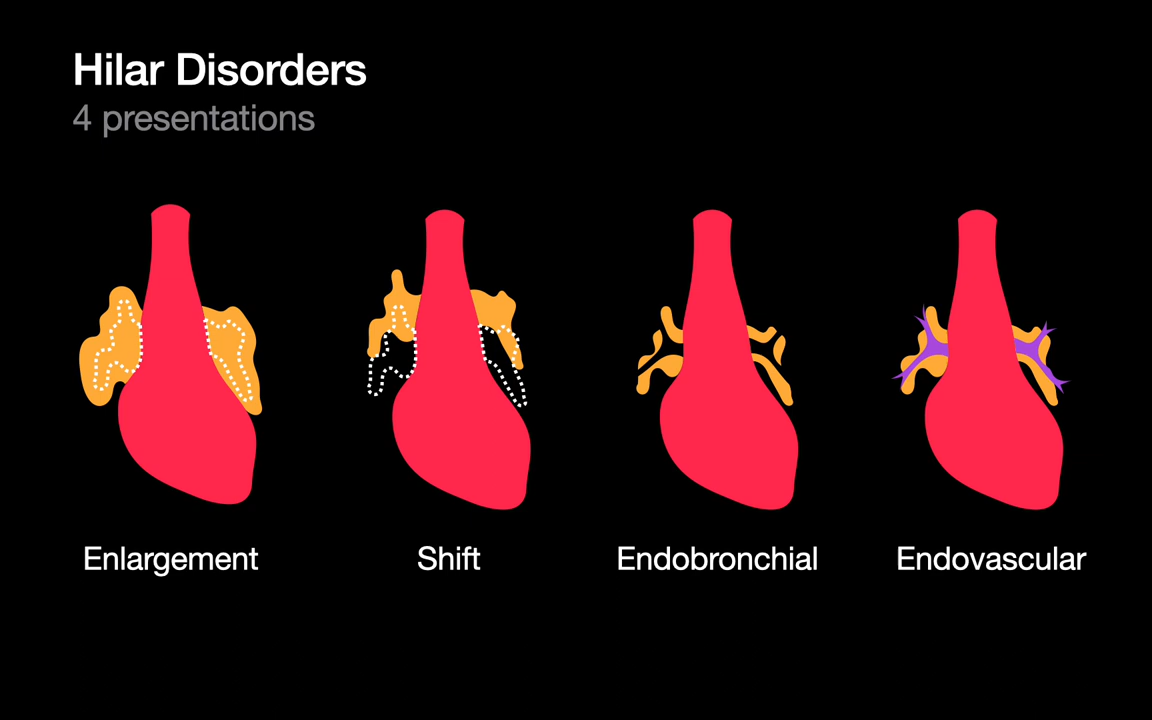 Hilar Disorders
4 presentations
Enlargement
Shift
Endobronchial
Endovascular